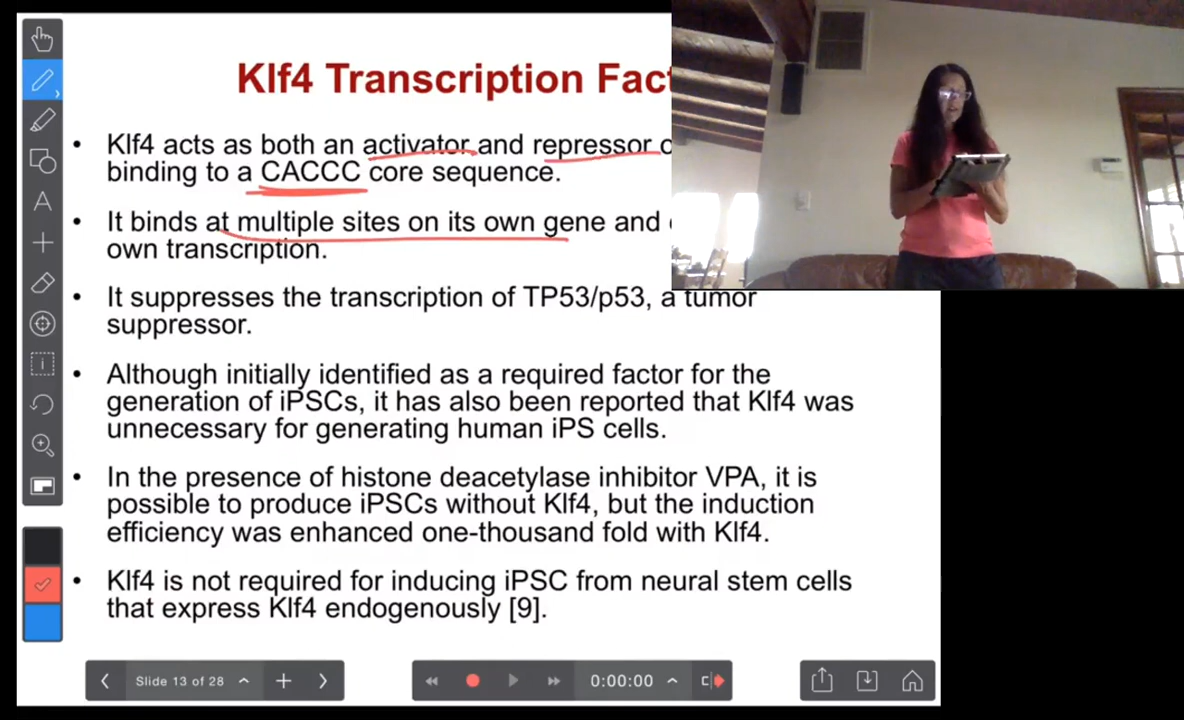 Klf4 Transcription
Klf4 acts as both an activator and repressor
binding to a CACCC core sequence.
It binds at multiple sites on its own gene and
own transcription.
It suppresses the transcription of TP53/p53, a tumor
suppressor.
Although initially identified as a required factor for the
generation of iPSCs, it has also been reported that Klf4 was
unnecessary for generating human iPS cells.
In the presence of histone deacetylase inhibitor VPA, it is
possible to produce iPSCs without Klf4, but the induction
efficiency was enhanced one-thousand fold with Klf4.
Klf4 is not required for inducing iPSC from neural stem cells
that express Klf4 endogenously [9].
Slide 13 of 28
0:00:00